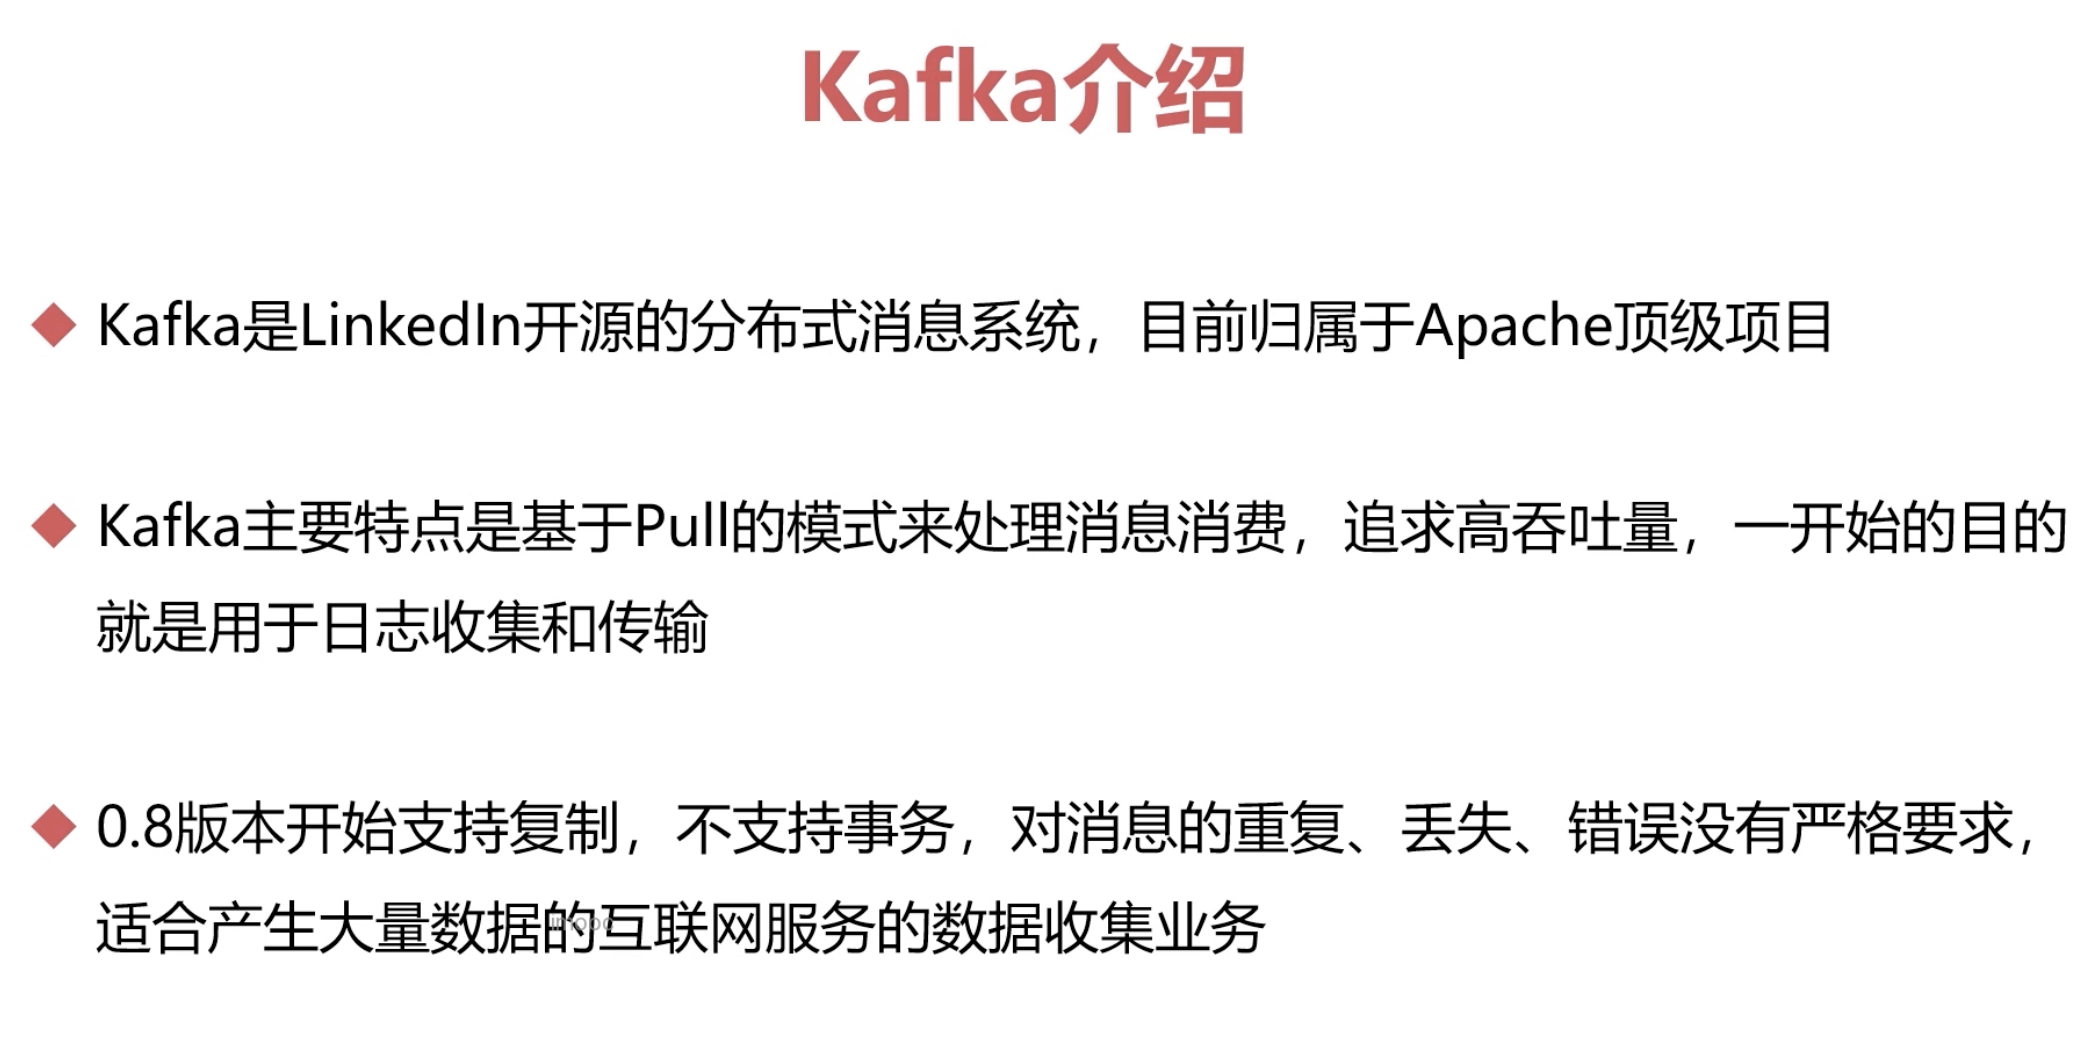 Kafka介绍
Kafka是LinkedIn开源的分布式消息系统，目前归属于Apache顶级项目
Kafka主要特点是基于Pull的模式来处理消息消费，追求高吞吐量，一开始的目的
就是用于日志收集和传输
0.8版本开始支持复制，不支持事务，对消息的重复、丢失、错误没有严格要求，
适合产生大量数据的互联网服务的数据收集业务